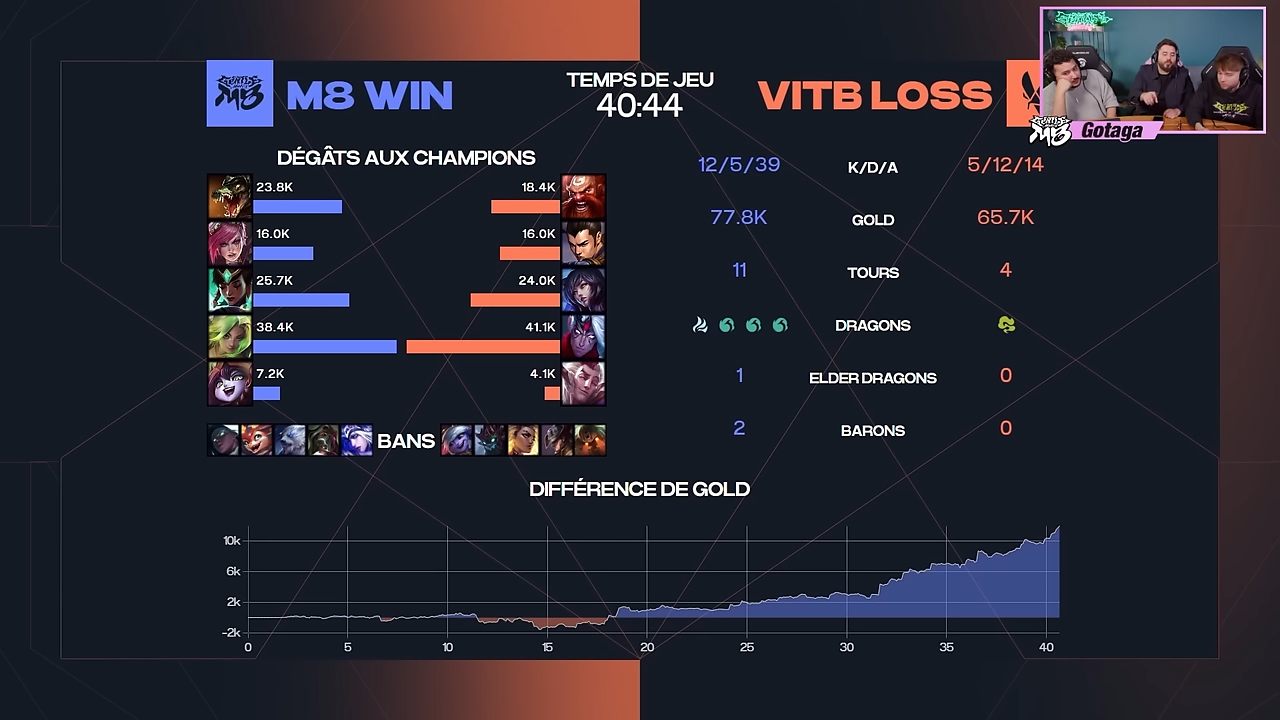 M8 WIN
TEMPS DE JEU
40:44
VITB LOSS
GENTLE M8
Gotaga
DÉGÂTS AUX CHAMPIONS
23.8K 18.4K
16.0K 16.0K
25.7K 24.0K
38.4K 41.1K
7.2K 4.1K
BANS
12/5/39 K/D/A 5/12/14
77.8K GOLD 65.7K
11 TOURS 4
DRAGONS
1 ELDER DRAGONS 0
2 BARONS 0
DIFFÉRENCE DE GOLD
10k
6k
2k
-2k
0 5 10 15 20 25 30 35 40